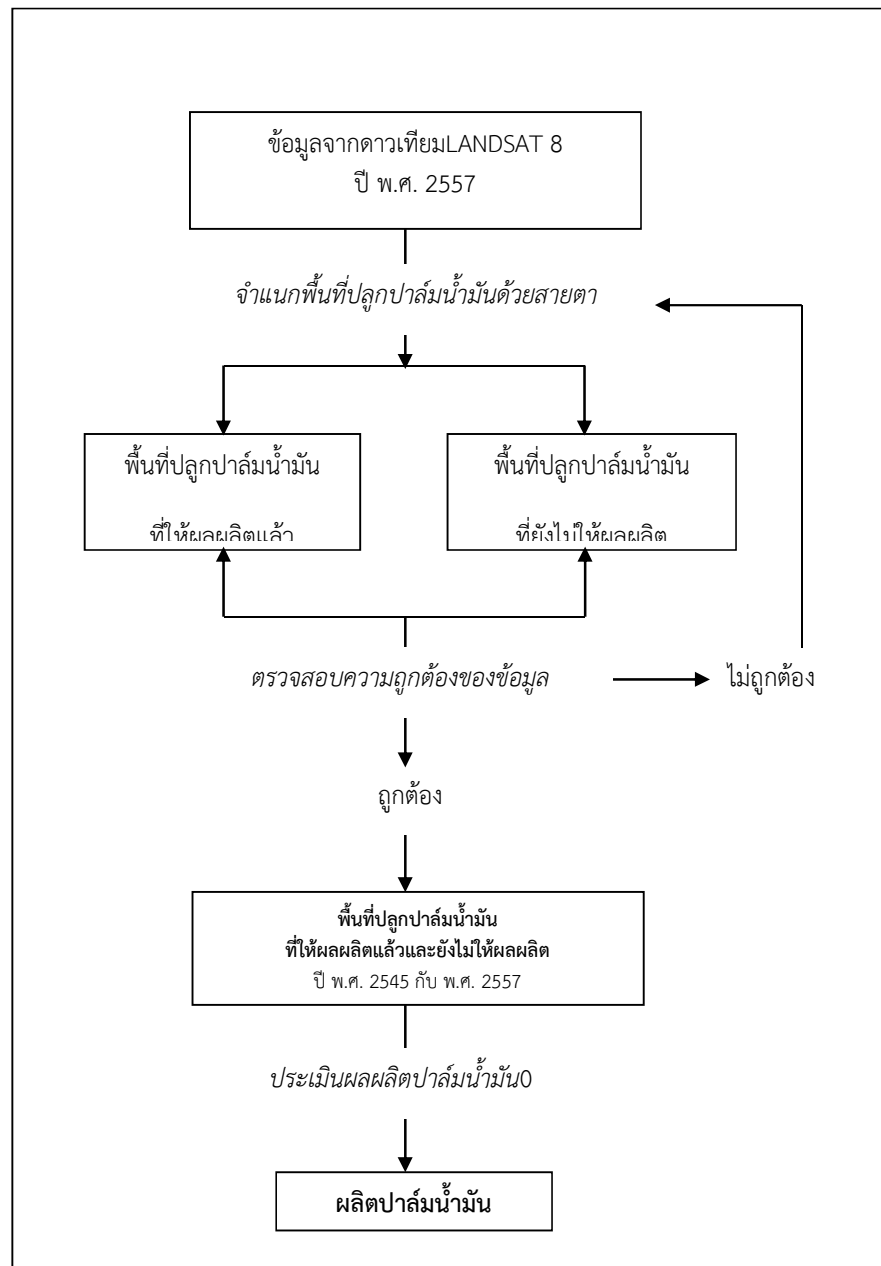 ข้อมูลจากดาวเทียมLANDSAT 8
ปี พ.ศ. 2557
จำแนกพื้นที่ปลูกปาล์มน้ำมันด้วยสายตา
พื้นที่ปลูกปาล์มน้ำมัน
ที่ให้ผลผลิตแล้ว
พื้นที่ปลูกปาล์มน้ำมัน
ที่ยังไม่ให้ผลผลิต
ตรวจสอบความถูกต้องของข้อมูล
ไม่ถูกต้อง
ถูกต้อง
พื้นที่ปลูกปาล์มน้ำมัน
ที่ให้ผลผลิตแล้วและยังไม่ให้ผลผลิต
ปี พ.ศ. 2545 กับ พ.ศ. 2557
ประเมินผลผลิตปาล์มน้ำมัน0
ผลิตปาล์มน้ำมัน